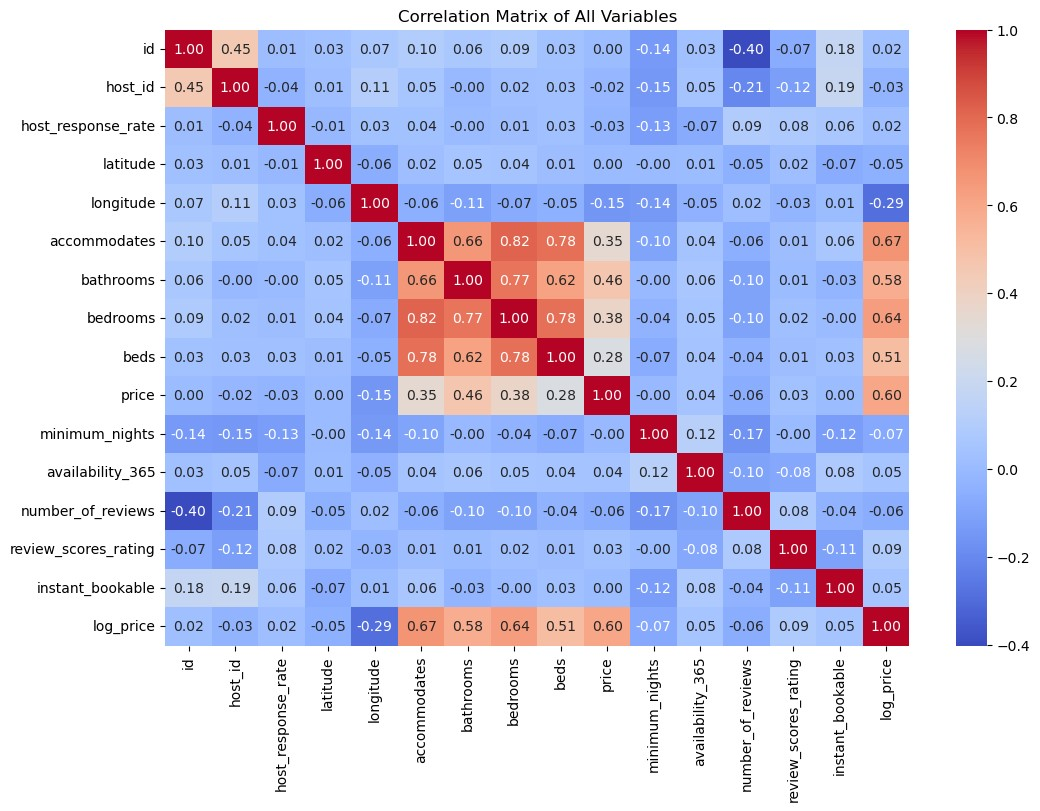 Correlation Matrix of All Variables
id 1.00 0.45 0.01 0.03 0.07 0.10 0.06 0.09 0.03 0.00 -0.14 0.03 -0.40 -0.07 0.18 0.02
host_id 0.45 1.00 -0.04 0.01 0.11 0.05 -0.00 0.02 0.03 -0.02 -0.15 0.05 -0.21 -0.12 0.19 -0.03
host_response_rate 0.01 -0.04 1.00 -0.01 0.03 0.04 -0.00 0.01 0.03 -0.03 -0.13 -0.07 0.09 0.08 0.06 0.02
latitude 0.03 0.01 -0.01 1.00 -0.06 0.02 0.05 0.04 0.01 0.00 -0.00 0.01 -0.05 0.02 -0.07 -0.05
longitude 0.07 0.11 0.03 -0.06 1.00 -0.06 -0.11 -0.07 -0.05 -0.15 -0.14 -0.05 0.02 -0.03 0.01 -0.29
accommodates 0.10 0.05 0.04 0.02 -0.06 1.00 0.66 0.82 0.78 0.35 -0.10 0.04 -0.06 0.01 0.06 0.67
bathrooms 0.06 -0.00 -0.00 0.05 -0.11 0.66 1.00 0.77 0.62 0.46 -0.00 0.06 -0.10 0.01 -0.03 0.58
bedrooms 0.09 0.02 0.01 0.04 -0.07 0.82 0.77 1.00 0.78 0.38 -0.04 0.05 -0.10 0.02 -0.00 0.64
beds 0.03 0.03 0.03 0.01 -0.05 0.78 0.62 0.78 1.00 0.28 -0.07 0.04 -0.04 0.01 0.03 0.51
price 0.00 -0.02 -0.03 0.00 -0.15 0.35 0.46 0.38 0.28 1.00 -0.00 0.04 -0.06 0.03 0.00 0.60
minimum_nights -0.14 -0.15 -0.13 -0.00 -0.14 -0.10 -0.00 -0.04 -0.07 -0.00 1.00 0.12 -0.17 -0.00 -0.12 -0.07
availability_365 0.03 0.05 -0.07 0.01 -0.05 0.04 0.06 0.05 0.04 0.04 0.12 1.00 -0.10 -0.08 0.08 0.05
number_of_reviews -0.40 -0.21 0.09 -0.05 0.02 -0.06 -0.10 -0.10 -0.04 -0.06 -0.17 -0.10 1.00 0.08 -0.04 -0.06
review_scores_rating -0.07 -0.12 0.08 0.02 -0.03 0.01 0.01 0.02 0.01 0.03 -0.00 -0.08 0.08 1.00 -0.11 0.09
instant_bookable 0.18 0.19 0.06 -0.07 0.01 0.06 -0.03 -0.00 0.03 0.00 -0.12 0.08 -0.04 -0.11 1.00 0.05
log_price 0.02 -0.03 0.02 -0.05 -0.29 0.67 0.58 0.64 0.51 0.60 -0.07 0.05 -0.06 0.09 0.05 1.00
id
host_id
host_response_rate
latitude
longitude
accommodates
bathrooms
bedrooms
beds
price
minimum_nights
availability_365
number_of_reviews
review_scores_rating
instant_bookable
log_price
1.0
0.8
0.6
0.4
0.2
0.0
−0.2
−0.4